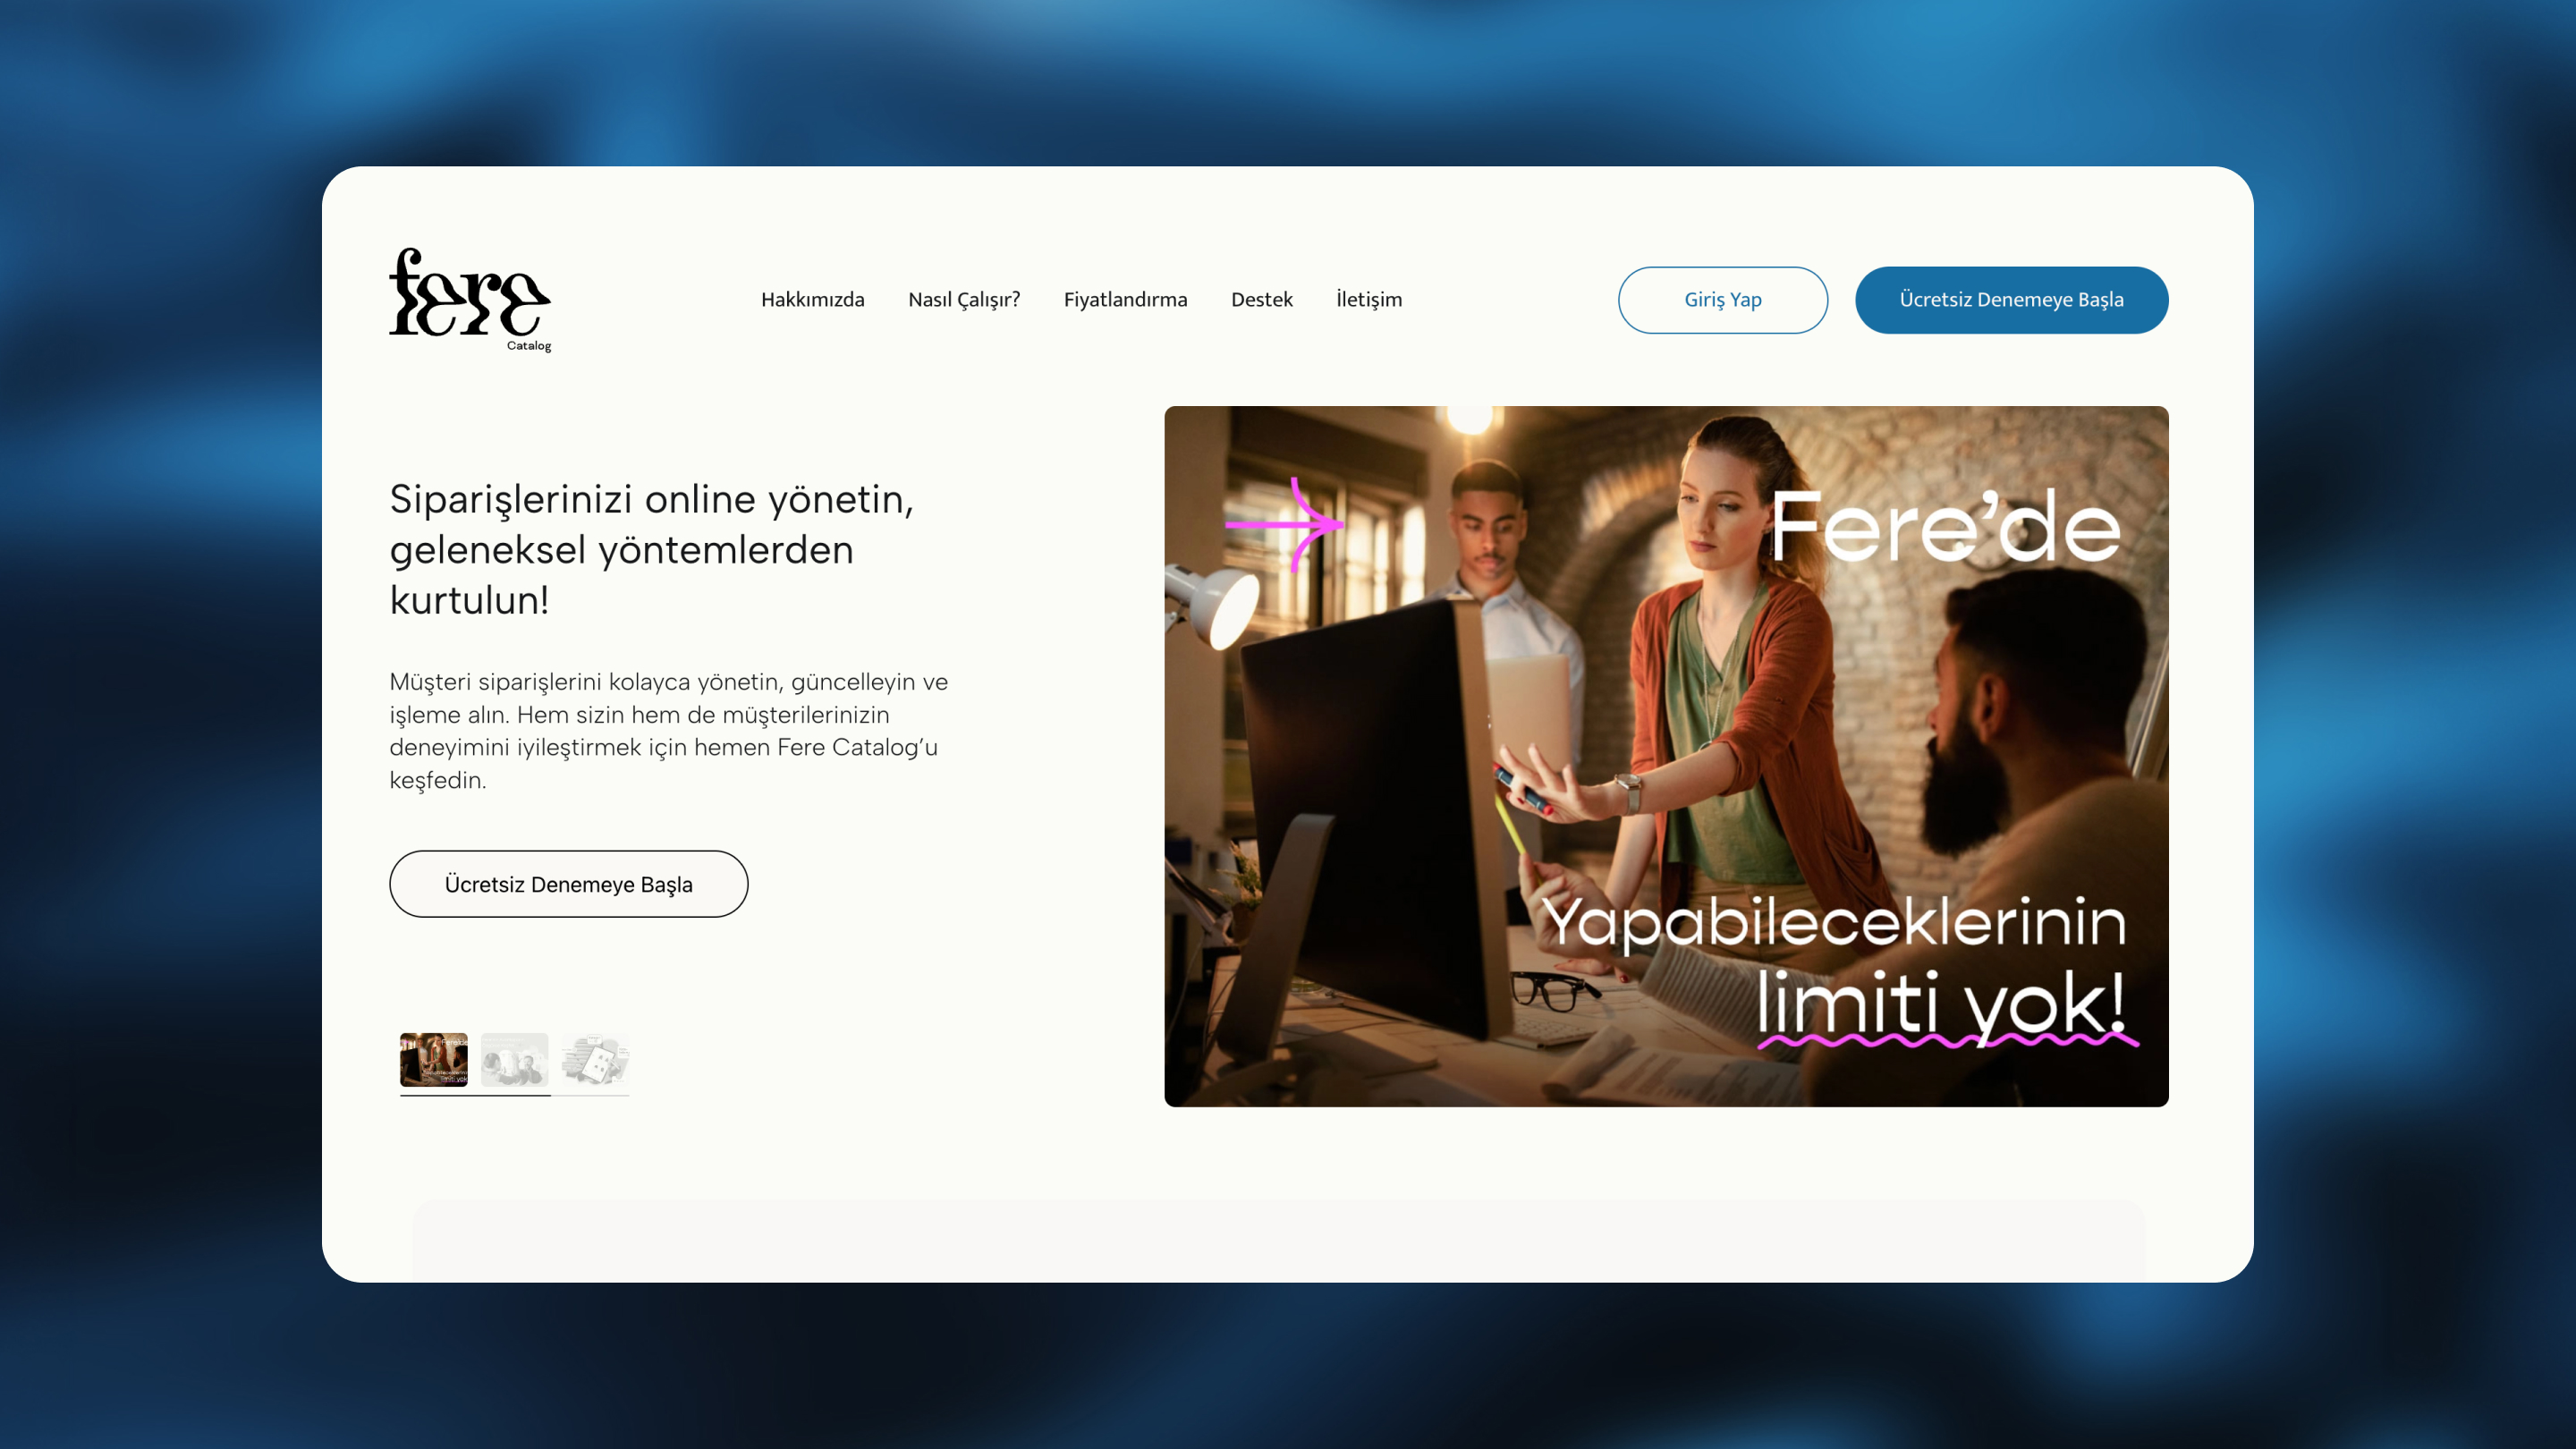 fere
Catalog
Hakkımızda
Nasıl Çalışır?
Fiyatlandırma
Destek
İletişim
Giriş Yap
Ücretsiz Denemeye Başla
Siparişlerinizi online yönetin,
geleneksel yöntemlerden
kurtulun!
Müşteri siparişlerini kolayca yönetin, güncelleyin ve
işleme alın. Hem sizin hem de müşterilerinizin
deneyimini iyileştirmek için hemen Fere Catalog’u
keşfedin.
Ücretsiz Denemeye Başla
Fere’de
Yapabileceklerinin
limiti yok!